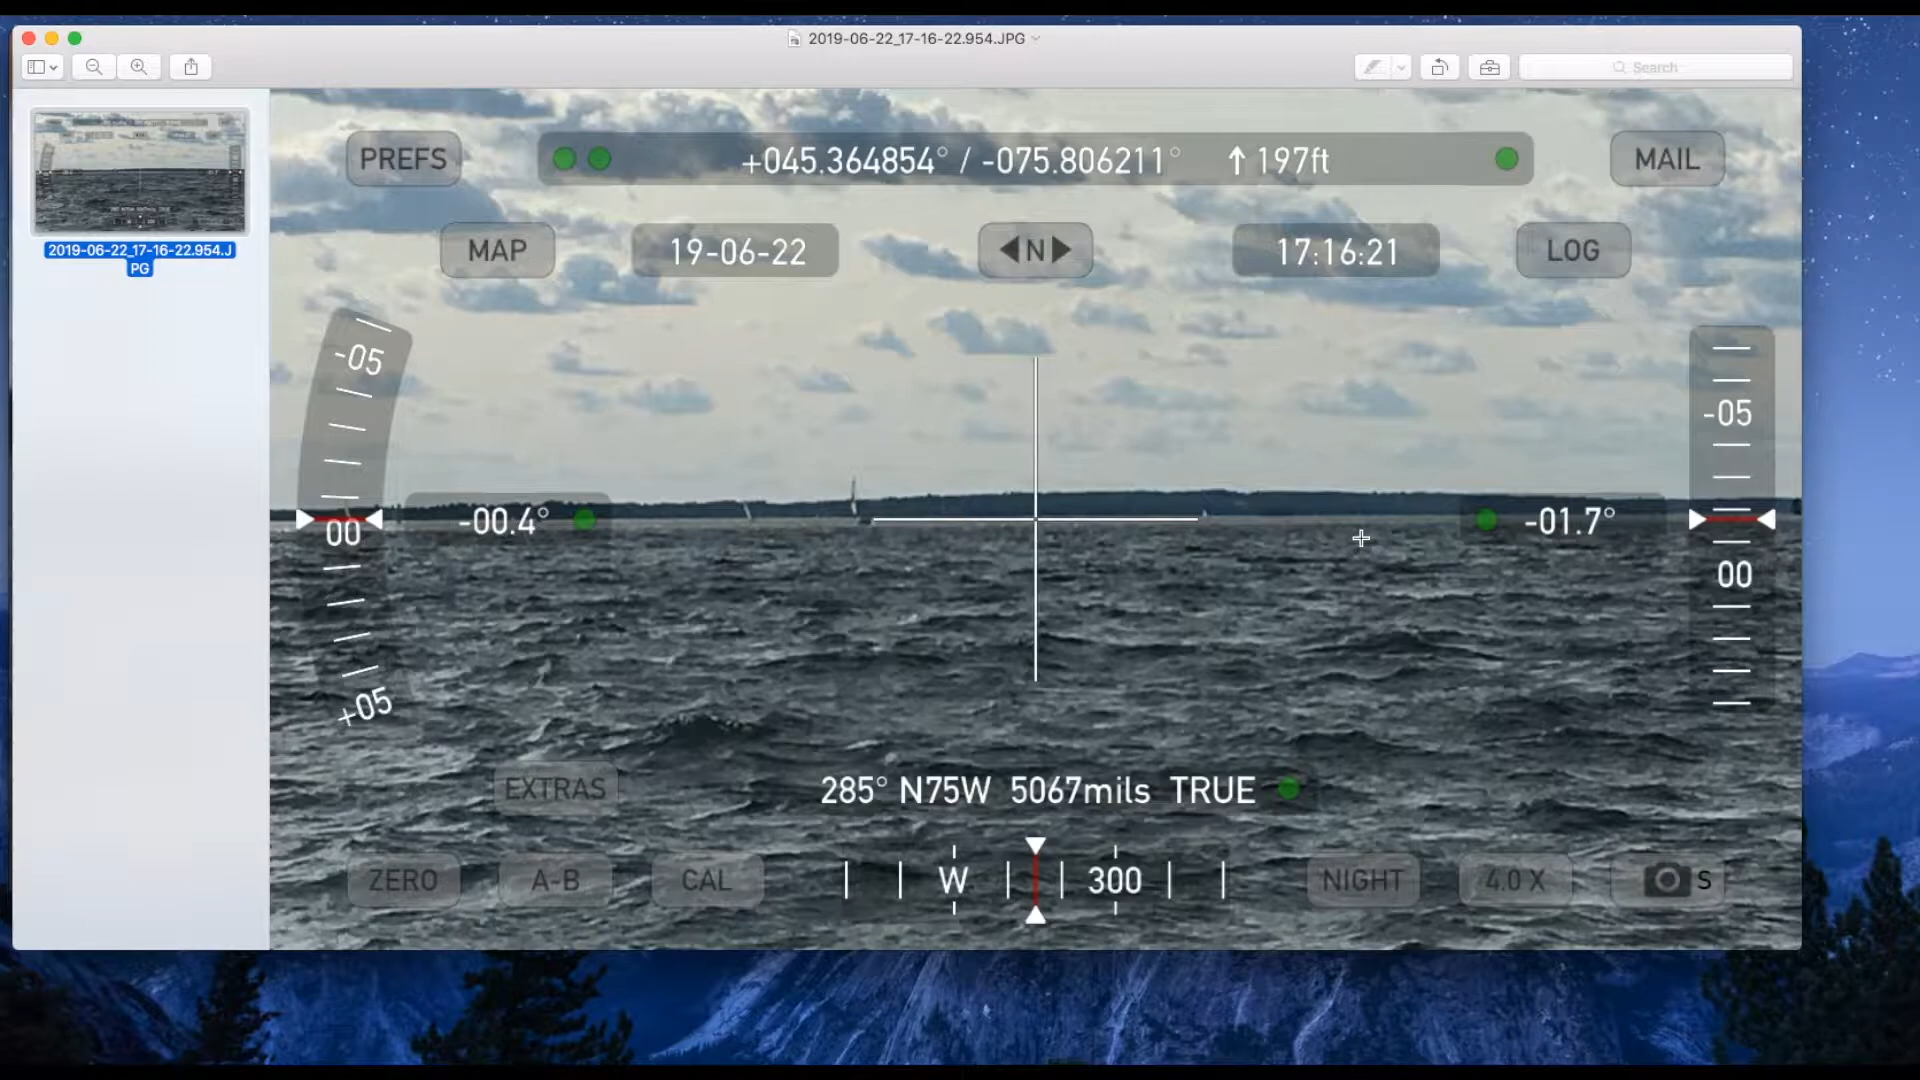 2019-06-22_17-16-22.954.JPG
Search
2019-06-22_17-16-22.954.J
PG
PREFS
+045.364854° / -075.806211° ↑ 197ft
MAIL
MAP
19-06-22
N
17:16:21
LOG
-05
-05
-00.4°
-01.7°
00
00
+05
EXTRAS
285° N75W 5067mils TRUE
ZERO
A-B
CAL
W
300
NIGHT
4.0 X
S